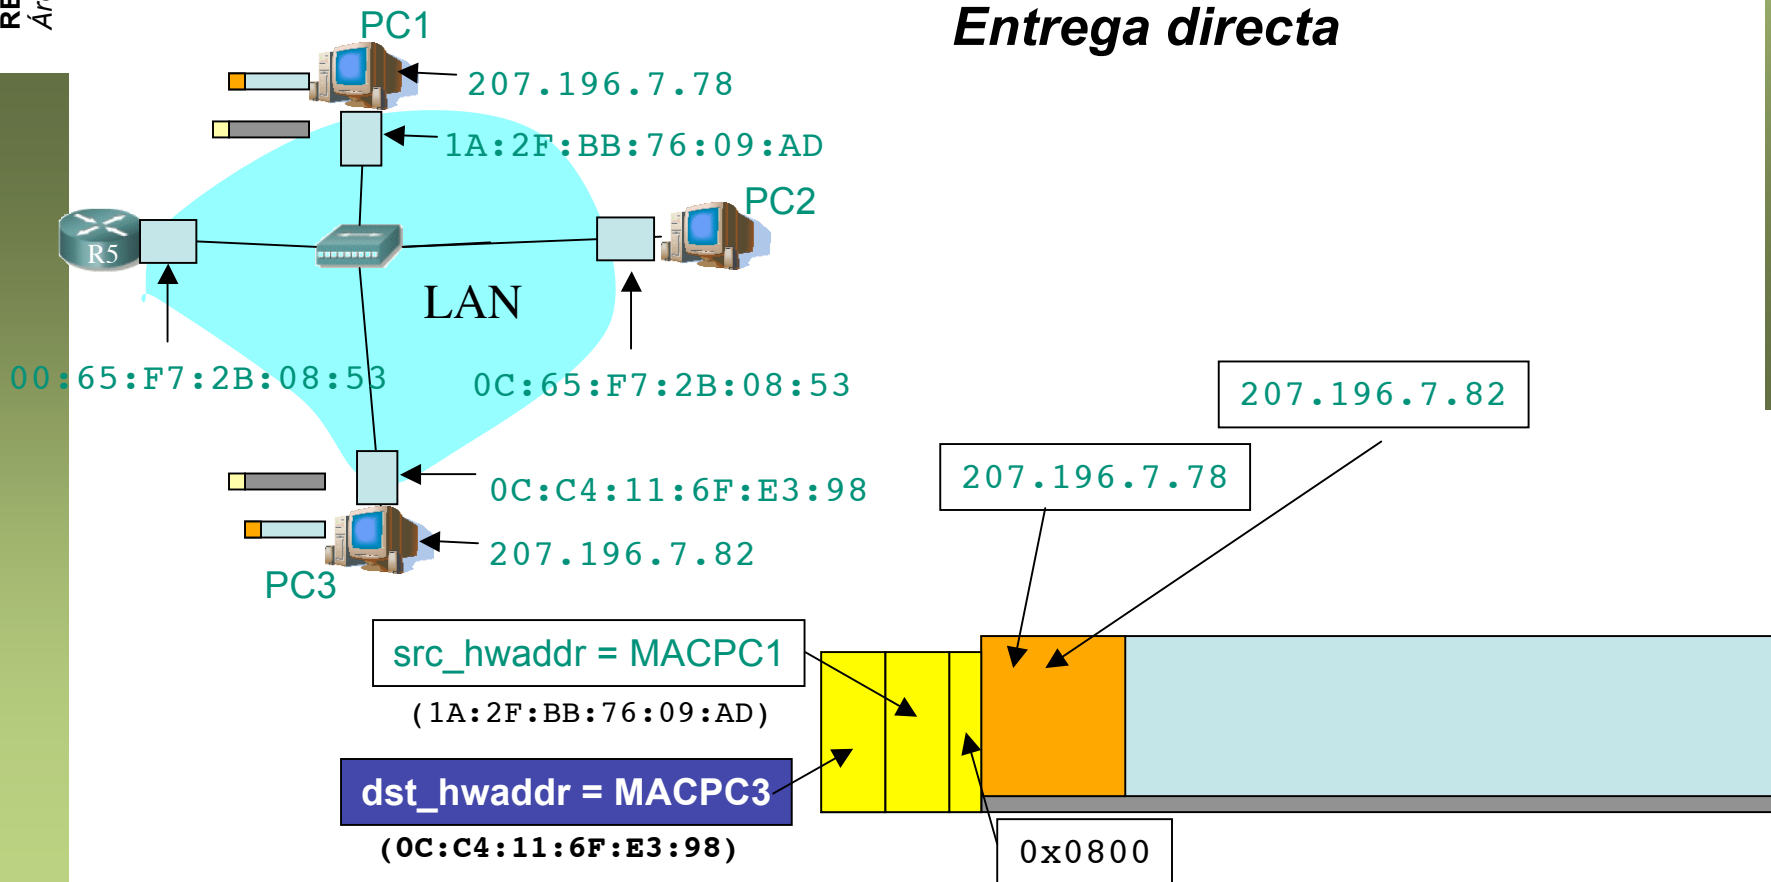 Entrega directa
PC1
207.196.7.78
1A:2F:BB:76:09:AD
PC2
R5
LAN
00:65:F7:2B:08:53
0C:65:F7:2B:08:53
207.196.7.82
207.196.7.78
0C:C4:11:6F:E3:98
207.196.7.82
PC3
src_hwaddr = MACPC1
(1A:2F:BB:76:09:AD)
dst_hwaddr = MACPC3
(0C:C4:11:6F:E3:98)
0x0800